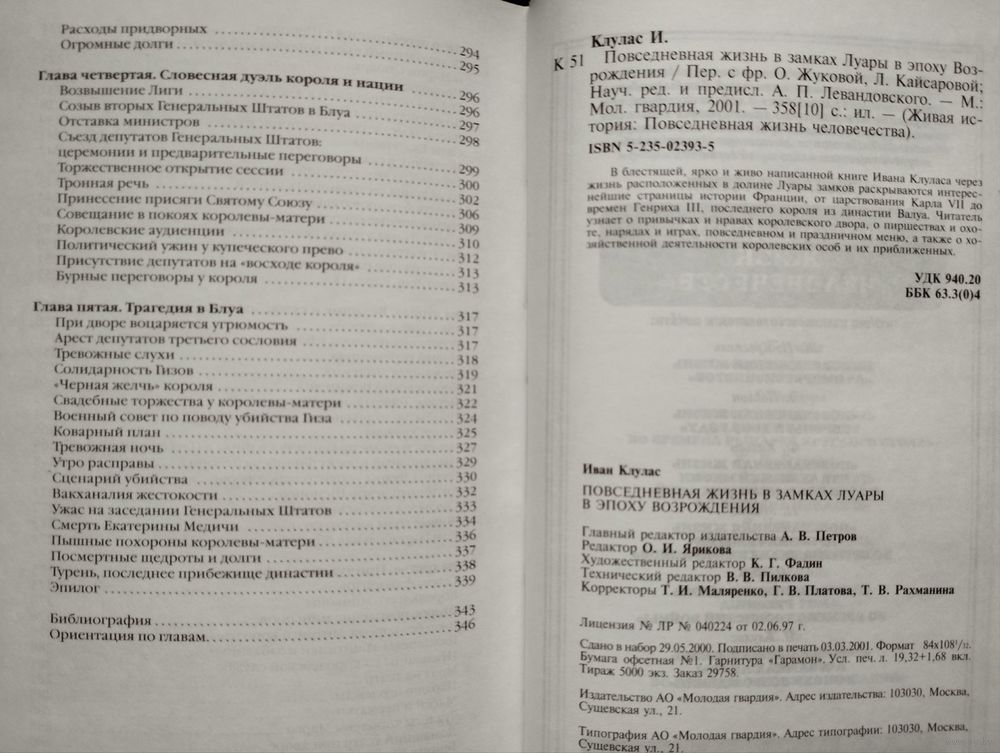 Расходы придворных 294
Огромные долги 295
Глава четвертая. Словесная дуэль короля и нации 296
Возвышение Лиги 296
Созыв вторых Генеральных Штатов в Блуа 297
Отставка министров 298
Съезд депутатов Генеральных Штатов:
церемонии и предварительные переговоры 299
Торжественное открытие сессии 300
Тронная речь 302
Принесение присяги Святому Союзу 306
Совещание в покоях королевы-матери 309
Королевские аудиенции 310
Политический ужин у купеческого прево 312
Присутствие депутатов на «восходе короля» 313
Бурные переговоры у короля 313
Глава пятая. Трагедия в Блуа 317
При дворе воцаряется угрюмость 317
Арест депутатов третьего сословия 317
Тревожные слухи 318
Солидарность Гизов 319
«Черная желчь» короля 321
Свадебные торжества у королевы-матери 322
Военный совет по поводу убийства Гиза 324
Коварный план 325
Тревожная ночь 327
Утро расправы 329
Сценарий убийства 330
Вакханалия жестокости 332
Ужас на заседании Генеральных Штатов 333
Смерть Екатерины Медичи 334
Пышные похороны королевы-матери 336
Посмертные щедроты и долги 337
Турень, последнее прибежище династии 338
Эпилог 339
Библиография 343
Ориентация по главам 346
Клулас И.
К 51 Повседневная жизнь в замках Луары в эпоху Воз-
рождения / Пер. с фр. О. Жуковой, Л. Кайсаровой;
Науч. ред. и предисл. А. П. Левандовского. — М.:
Мол. гвардия, 2001. — 358[10] с.: ил. — (Живая ис-
тория: Повседневная жизнь человечества).
ISBN 5-235-02393-5
В блестящей, ярко и живо написанной книге Ивана Клуласа через
жизнь расположенных в долине Луары замков раскрываются интерес-
нейшие страницы истории Франции, от царствования Карла VII до
времен Генриха III, последнего короля из династии Валуа. Читатель
узнает о привычках и нравах королевского двора, о пиршествах и охо-
те, нарядах и играх, повседневном и праздничном меню, а также о хо-
зяйственной деятельности королевских особ и их приближенных.
УДК 940.20
ББК 63.3(0)4
Иван Клулас
ПОВСЕДНЕВНАЯ ЖИЗНЬ В ЗАМКАХ ЛУАРЫ
В ЭПОХУ ВОЗРОЖДЕНИЯ
Главный редактор издательства А. В. Петров
Редактор О. И. Ярикова
Художественный редактор К. Г. Фадин
Технический редактор В. В. Пилкова
Корректоры Т. И. Маляренко, Г. В. Платова, Т. В. Рахманина
Лицензия № ЛР № 040224 от 02.06.97 г.
Сдано в набор 29.05.2000. Подписано в печать 03.03.2001. Формат 84x108 1/32.
Бумага офсетная №1. Гарнитура «Гарамон». Усл. печ. л. 19,32+1,68 вкл.
Тираж 5000 экз. Заказ 29758.
Издательство АО «Молодая гвардия». Адрес издательства: 103030, Москва,
Сущевская ул., 21.
Типография АО «Молодая гвардия». Адрес типографии: 103030, Москва,
Сущевская ул., 21.